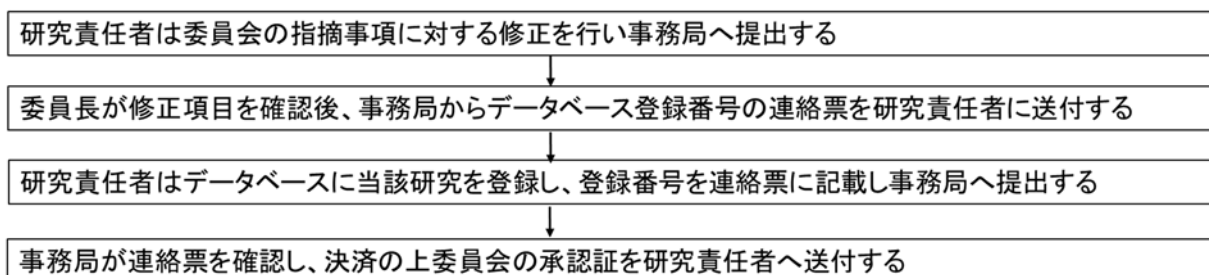 研究責任者は委員会の指摘事項に対する修正を行い事務局へ提出する
委員長が修正項目を確認後、事務局からデータベース登録番号の連絡票を研究責任者に送付する
研究責任者はデータベースに当該研究を登録し、登録番号を連絡票に記載し事務局へ提出する
事務局が連絡票を確認し、決済の上委員会の承認証を研究責任者へ送付する